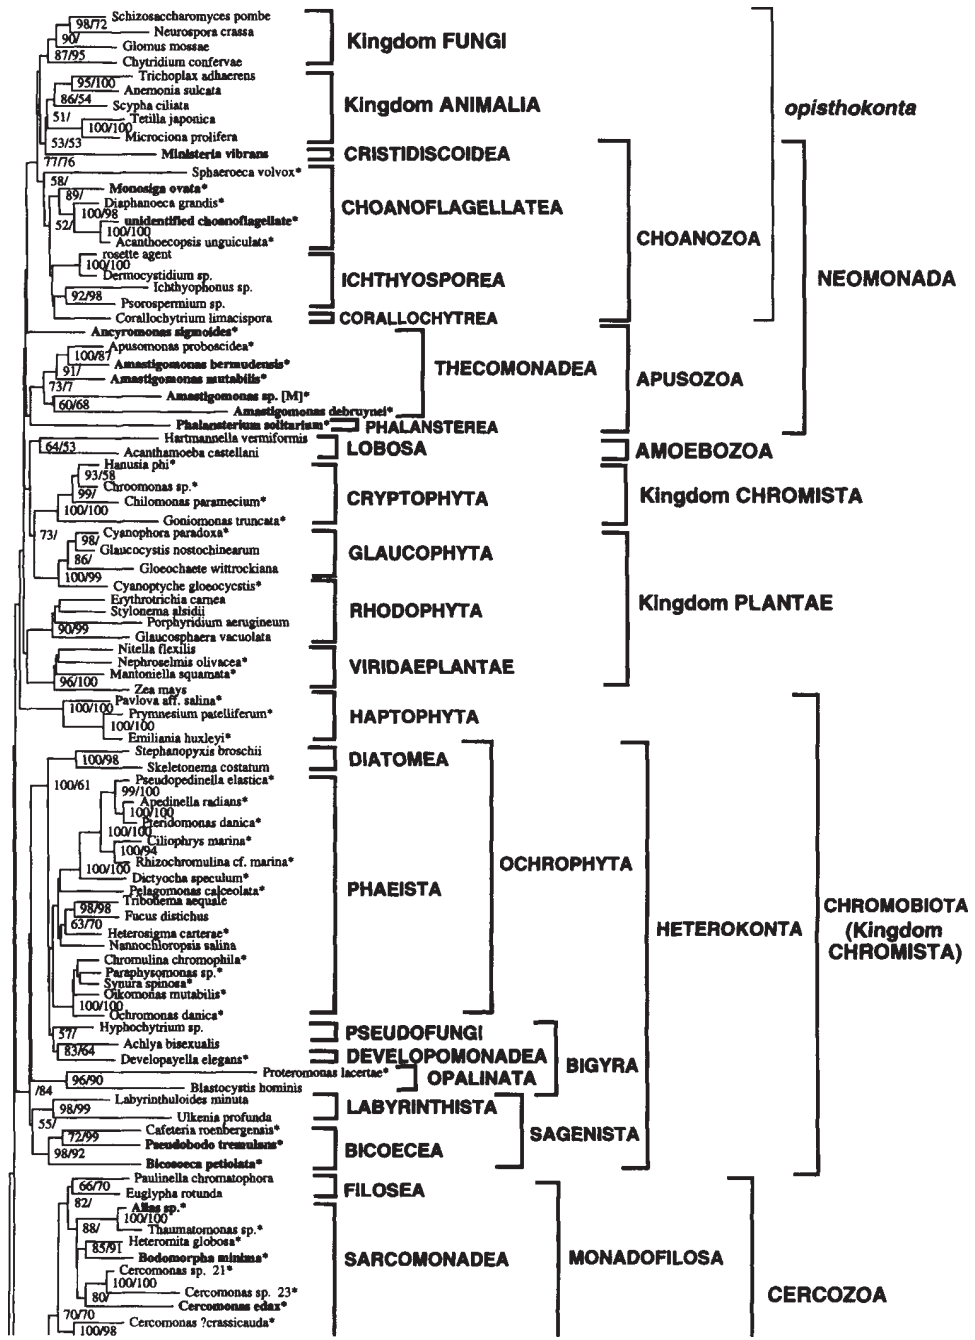 Schizosaccharomyces pombe
98/72
Neurospora crassa
90/
Glomus mossae
87/95
Chytridium confervae
Kingdom FUNGI
Trichoplax adhaerens
95/100
Anemonia sulcata
86/54
Scypha ciliata
51/
Tetilla japonica
100/100
Microciona prolifera
53/53
Kingdom ANIMALIA
opisthokonta
Ministeria vibrans
CRISTIDISCOIDEA
77/76
Sphaeroeca volvox*
58/
Monosiga ovata*
89/
Diaphanoeca grandis*
100/98
unidentified choanoflagellate*
52/
100/100
Acanthoecopsis unguiculata*
CHOANOFLAGELLATEA
CHOANOZOA
rosette agent
100/100
Dermocystidium sp.
Ichthyophonus sp.
92/98
Psorospermium sp.
ICHTHYOSPOREA
NEOMONADA
Corallochytrium limacispora
CORALLOCHYTREA
Ancyromonas sigmoides*
Apusomonas proboscidea*
100/87
Amastigomonas bermudensis*
91/
Amastigomonas mutabilis*
73/7
Amastigomonas sp. [M]*
60/68
Amastigomonas debruynei*
THECOMONADEA
APUSOZOA
Phalansterium solitarium*
PHALANSTEREA
Hartmannella vermiformis
64/53
Acanthamoeba castellani
LOBOSA
AMOEBOZOA
Hanusia phi*
93/58
Chroomonas sp.*
99/
Chilomonas paramecium*
100/100
Goniomonas truncata*
CRYPTOPHYTA
Kingdom CHROMISTA
73/
Cyanophora paradoxa*
98/
Glaucocystis nostochinearum
86/
Gloeochaete wittrockiana
100/99
Cyanoptyche gloeocystis*
GLAUCOPHYTA
Erythrotrichia carnea
Stylonema alsidii
Porphyridium aerugineum
90/99
Glaucosphaera vacuolata
RHODOPHYTA
Kingdom PLANTAE
Nitella flexilis
Nephroselmis olivacea*
Mantoniella squamata*
96/100
Zea mays
VIRIDAEPLANTAE
Pavlova aff. salina*
100/100
Prymnesium patelliferum*
100/100
Emiliania huxleyi*
HAPTOPHYTA
Stephanopyxis broschii
100/98
Skeletonema costatum
DIATOMEA
100/61
Pseudopedinella elastica*
99/100
Apedinella radians*
100/100
Pteridomonas danica*
100/100
Ciliophrys marina*
100/94
Rhizochromulina cf. marina*
100/100
Dictyocha speculum*
Pelagomonas calceolata*
Tribonema aequale
98/98
Fucus distichus
63/70
Heterosigma carterae*
Nannochloropsis salina
Chromulina chromophila*
Paraphysomonas sp.*
Synura spinosa*
Oikomonas mutabilis*
100/100
Ochromonas danica*
PHAEISTA
OCHROPHYTA
HETEROKONTA
CHROMOBIOTA
(Kingdom
CHROMISTA)
Hyphochytrium sp.
57/
PSEUDOFUNGI
Achlya bisexualis
83/64
Developayella elegans*
DEVELOPOMONADEA
BIGYRA
Proteromonas lacertae*
96/90
Blastocystis hominis
OPALINATA
/84
Labyrinthuloides minuta
98/99
Ulkenia profunda
LABYRINTHISTA
55/
SAGENISTA
Cafeteria roenbergensis*
72/99
Pseudobodo tremulans*
98/92
Bicosoeca petiolata*
BICOECEA
Paulinella chromatophora
66/70
Euglypha rotunda
FILOSEA
82/
Allas sp.*
100/100
88/
Thaumatomonas sp.*
Heteromita globosa*
85/91
Bodomorpha minima*
Cercomonas sp. 21*
100/100
Cercomonas sp. 23*
80/
Cercomonas edax*
70/70
Cercomonas ?crassicauda*
100/98
SARCOMONADEA
MONADOFILOSA
CERCOZOA